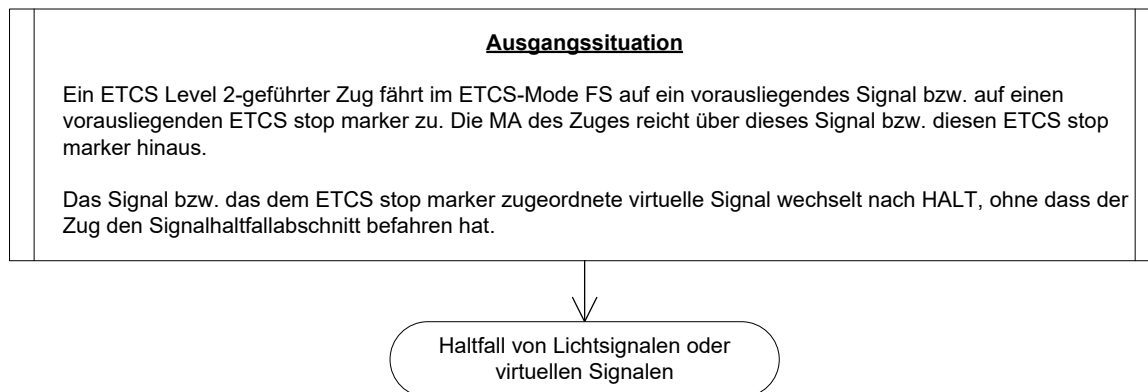 Ausgangssituation
Ein ETCS Level 2-geführter Zug fährt im ETCS-Mode FS auf ein vorausliegendes Signal bzw. auf einen
vorausliegenden ETCS stop marker zu. Die MA des Zuges reicht über dieses Signal bzw. diesen ETCS stop
marker hinaus.
Das Signal bzw. das dem ETCS stop marker zugeordnete virtuelle Signal wechselt nach HALT, ohne dass der
Zug den Signalhaltfallabschnitt befahren hat.
Haltfall von Lichtsignalen oder
virtuellen Signalen